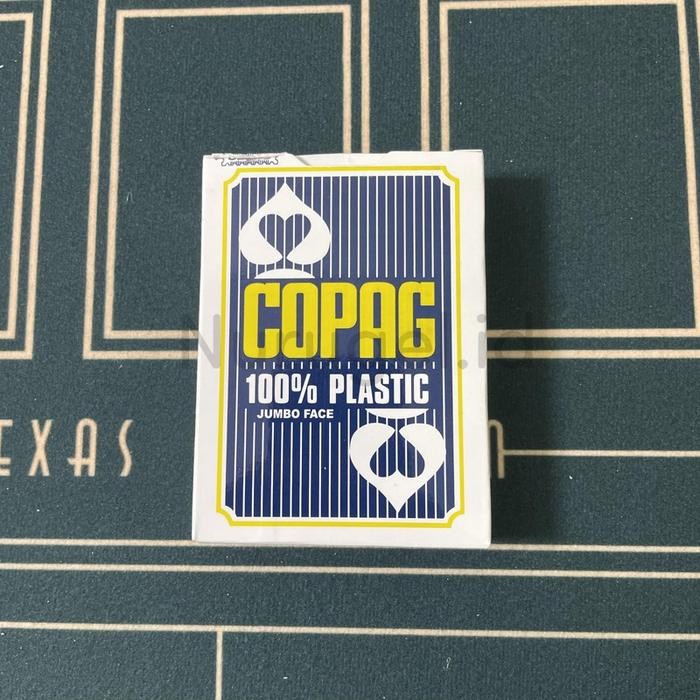 COPAG
100% PLASTIC
JUMBO FACE
EXAS